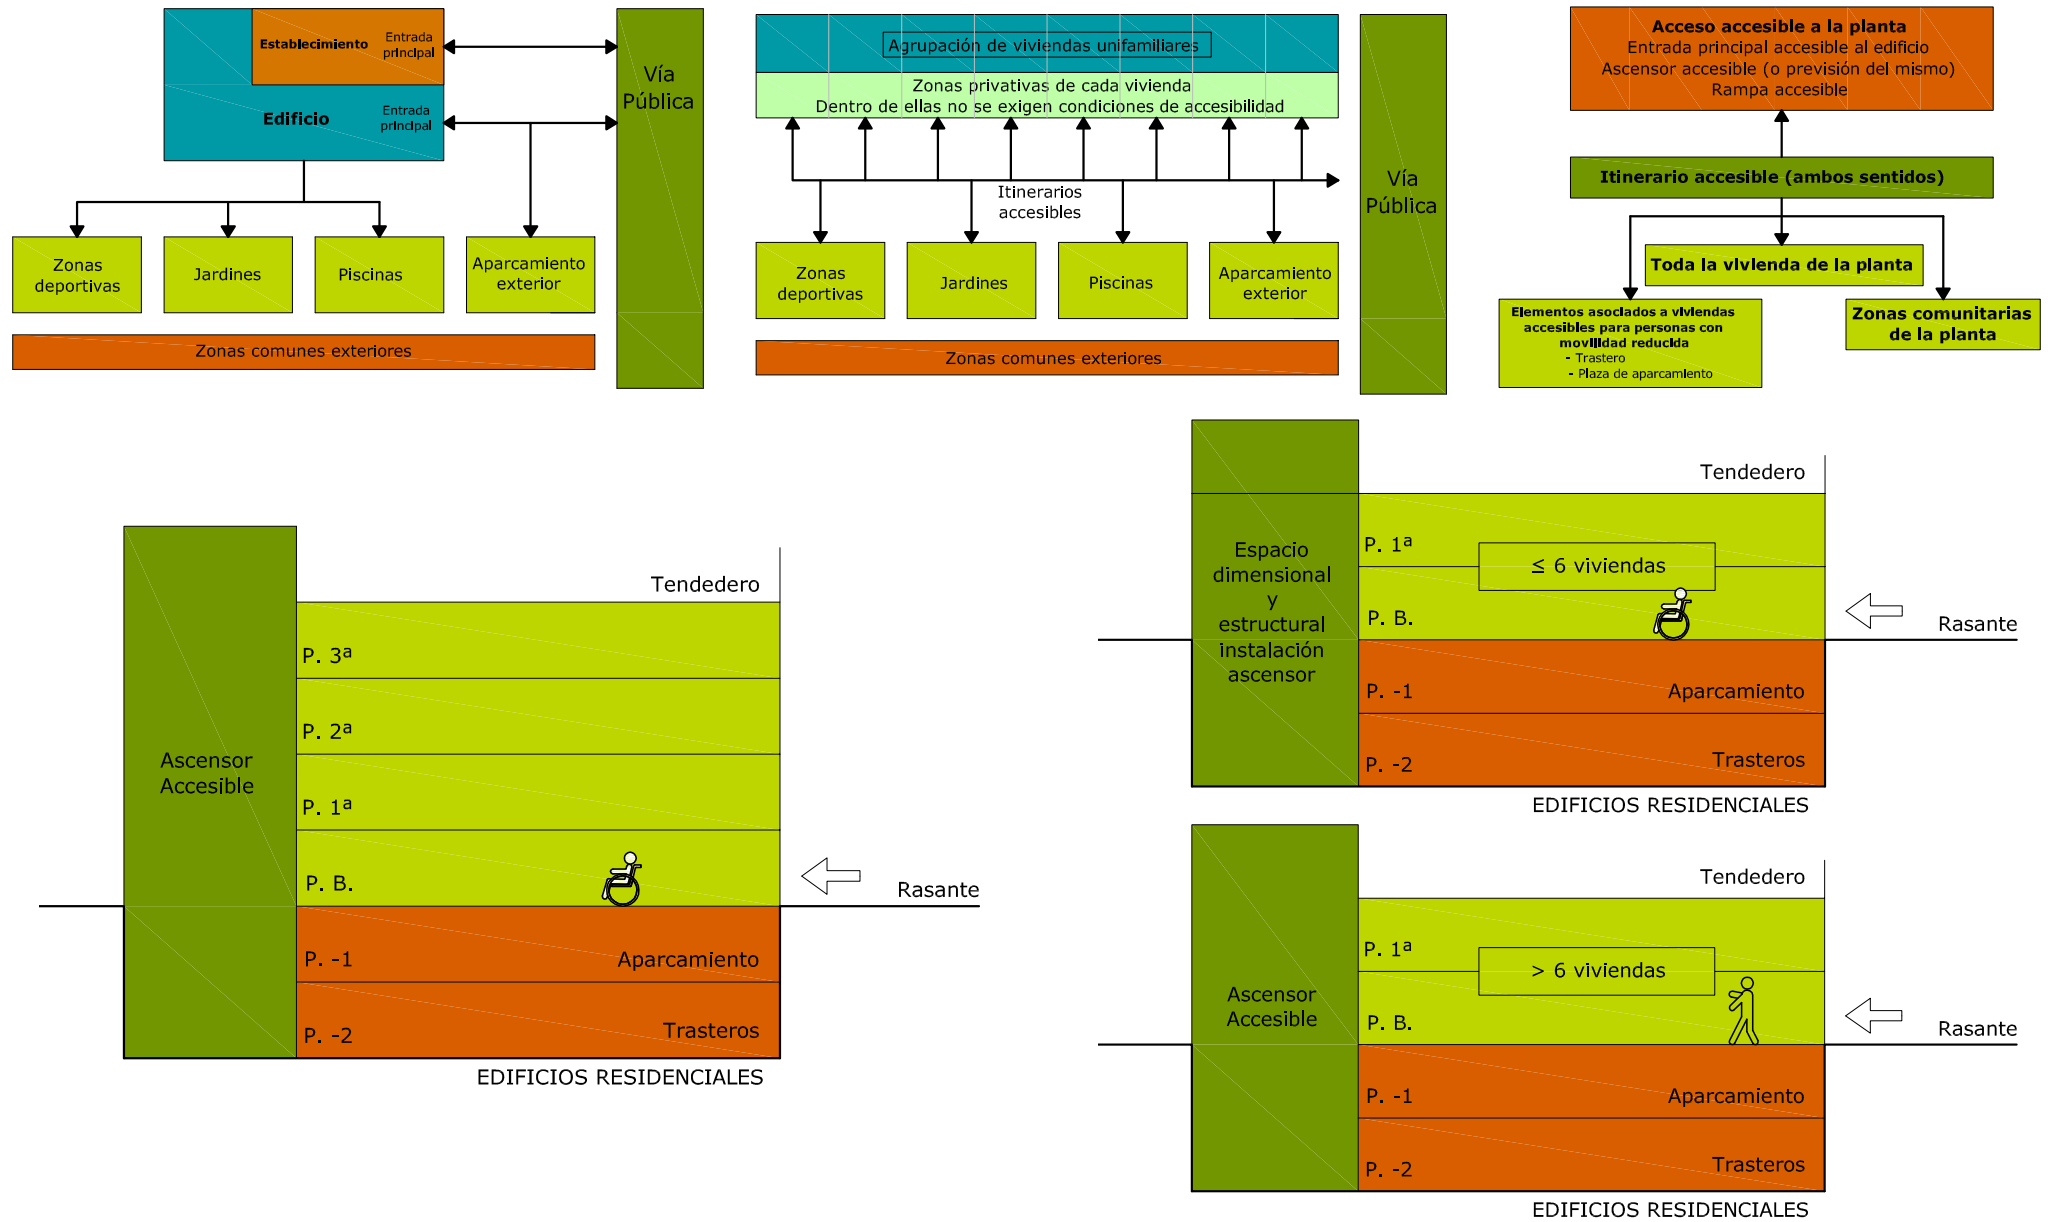 Establecimiento
Entrada
principal
Edificio
Entrada
principal
Vía
Pública
Zonas
deportivas
Jardines
Piscinas
Aparcamiento
exterior
Zonas comunes exteriores
Agrupación de viviendas unifamiliares
Zonas privativas de cada vivienda
Dentro de ellas no se exigen condiciones de accesibilidad
Itinerarios
accesibles
Vía
Pública
Zonas
deportivas
Jardines
Piscinas
Aparcamiento
exterior
Zonas comunes exteriores
Acceso accesible a la planta
Entrada principal accesible al edificio
Ascensor accesible (o previsión del mismo)
Rampa accesible
Itinerario accesible (ambos sentidos)
Toda la vivienda de la planta
Elementos asociados a viviendas
accesibles para personas con
movilidad reducida
- Trastero
- Plaza de aparcamiento
Zonas comunitarias
de la planta
Ascensor
Accesible
Tendedero
P. 3ª
P. 2ª
P. 1ª
P. B.
Rasante
P. -1
Aparcamiento
P. -2
Trasteros
EDIFICIOS RESIDENCIALES
Espacio
dimensional
y
estructural
instalación
ascensor
Tendedero
P. 1ª
≤ 6 viviendas
P. B.
Rasante
P. -1
Aparcamiento
P. -2
Trasteros
EDIFICIOS RESIDENCIALES
Ascensor
Accesible
Tendedero
P. 1ª
> 6 viviendas
P. B.
Rasante
P. -1
Aparcamiento
P. -2
Trasteros
EDIFICIOS RESIDENCIALES